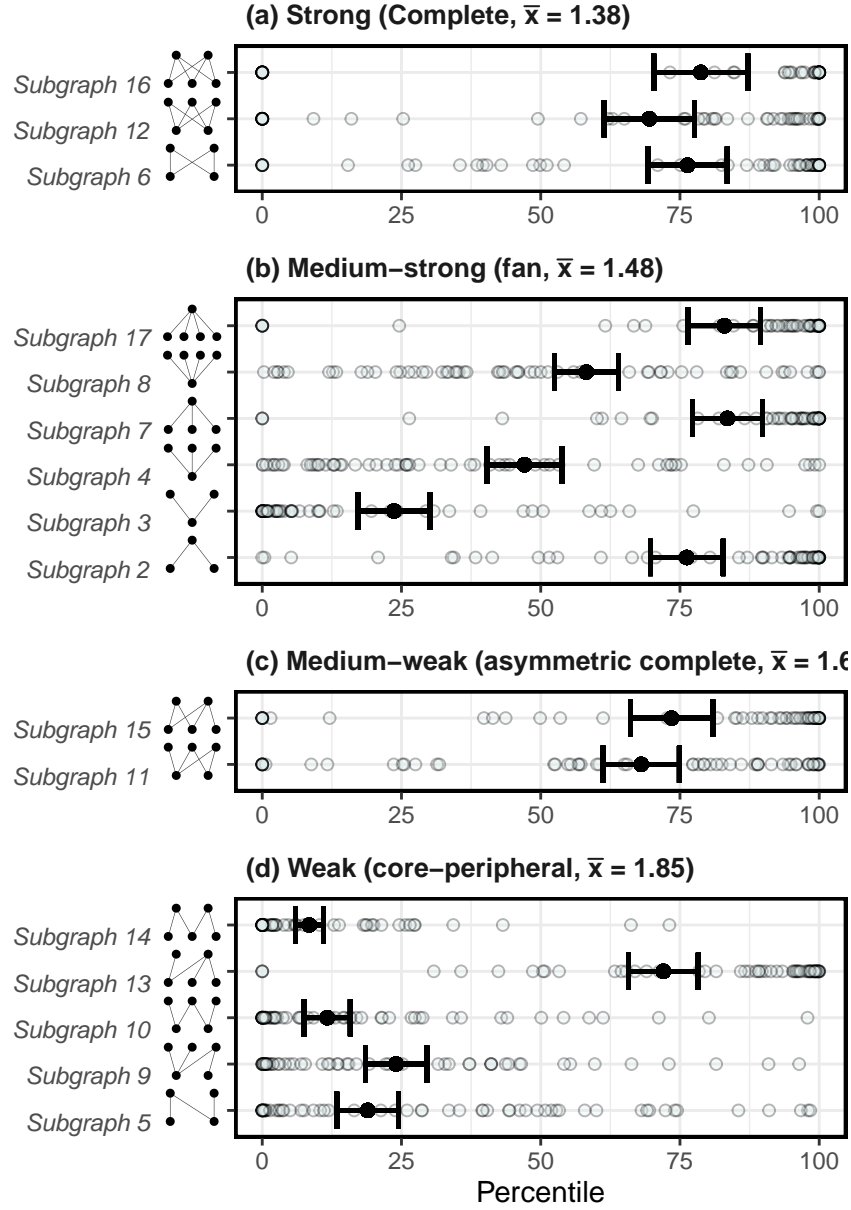 (a) Strong (Complete, x̅ = 1.38)
Subgraph 16
Subgraph 12
Subgraph 6
0 25 50 75 100
(b) Medium−strong (fan, x̅ = 1.48)
Subgraph 17
Subgraph 8
Subgraph 7
Subgraph 4
Subgraph 3
Subgraph 2
0 25 50 75 100
(c) Medium−weak (asymmetric complete, x̅ = 1.6
Subgraph 15
Subgraph 11
0 25 50 75 100
(d) Weak (core−peripheral, x̅ = 1.85)
Subgraph 14
Subgraph 13
Subgraph 10
Subgraph 9
Subgraph 5
0 25 50 75 100
Percentile